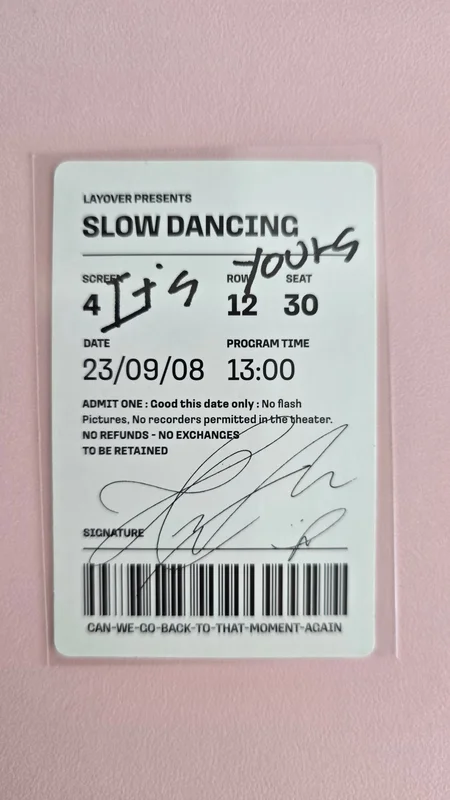 LAYOVER PRESENTS
SLOW DANCING
It's yours
SCREEN ROW SEAT
4 12 30
DATE PROGRAM TIME
23/09/08 13:00
ADMIT ONE : Good this date only : No flash
Pictures, No recorders permitted in the theater.
NO REFUNDS - NO EXCHANGES
TO BE RETAINED
SIGNATURE
CAN-WE-GO-BACK-TO-THAT-MOMENT-AGAIN